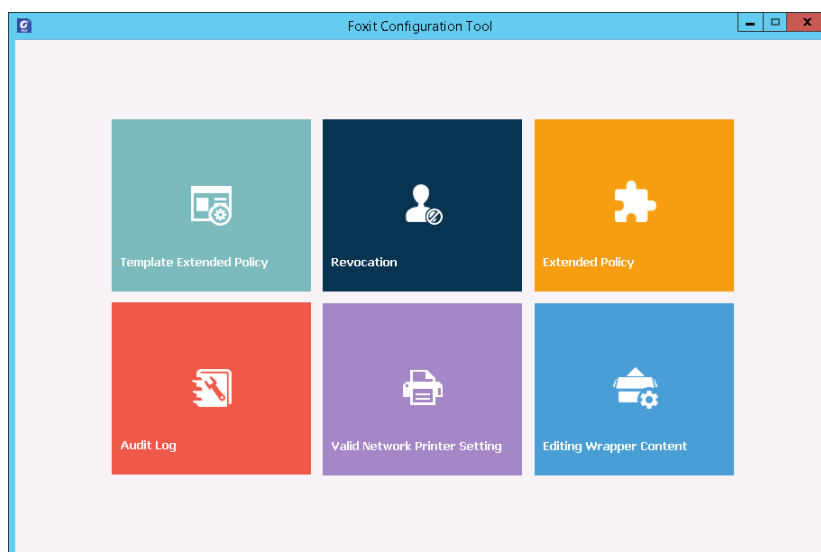 Foxit Configuration Tool
Template Extended Policy
Revocation
Extended Policy
Audit Log
Valid Network Printer Setting
Editing Wrapper Content